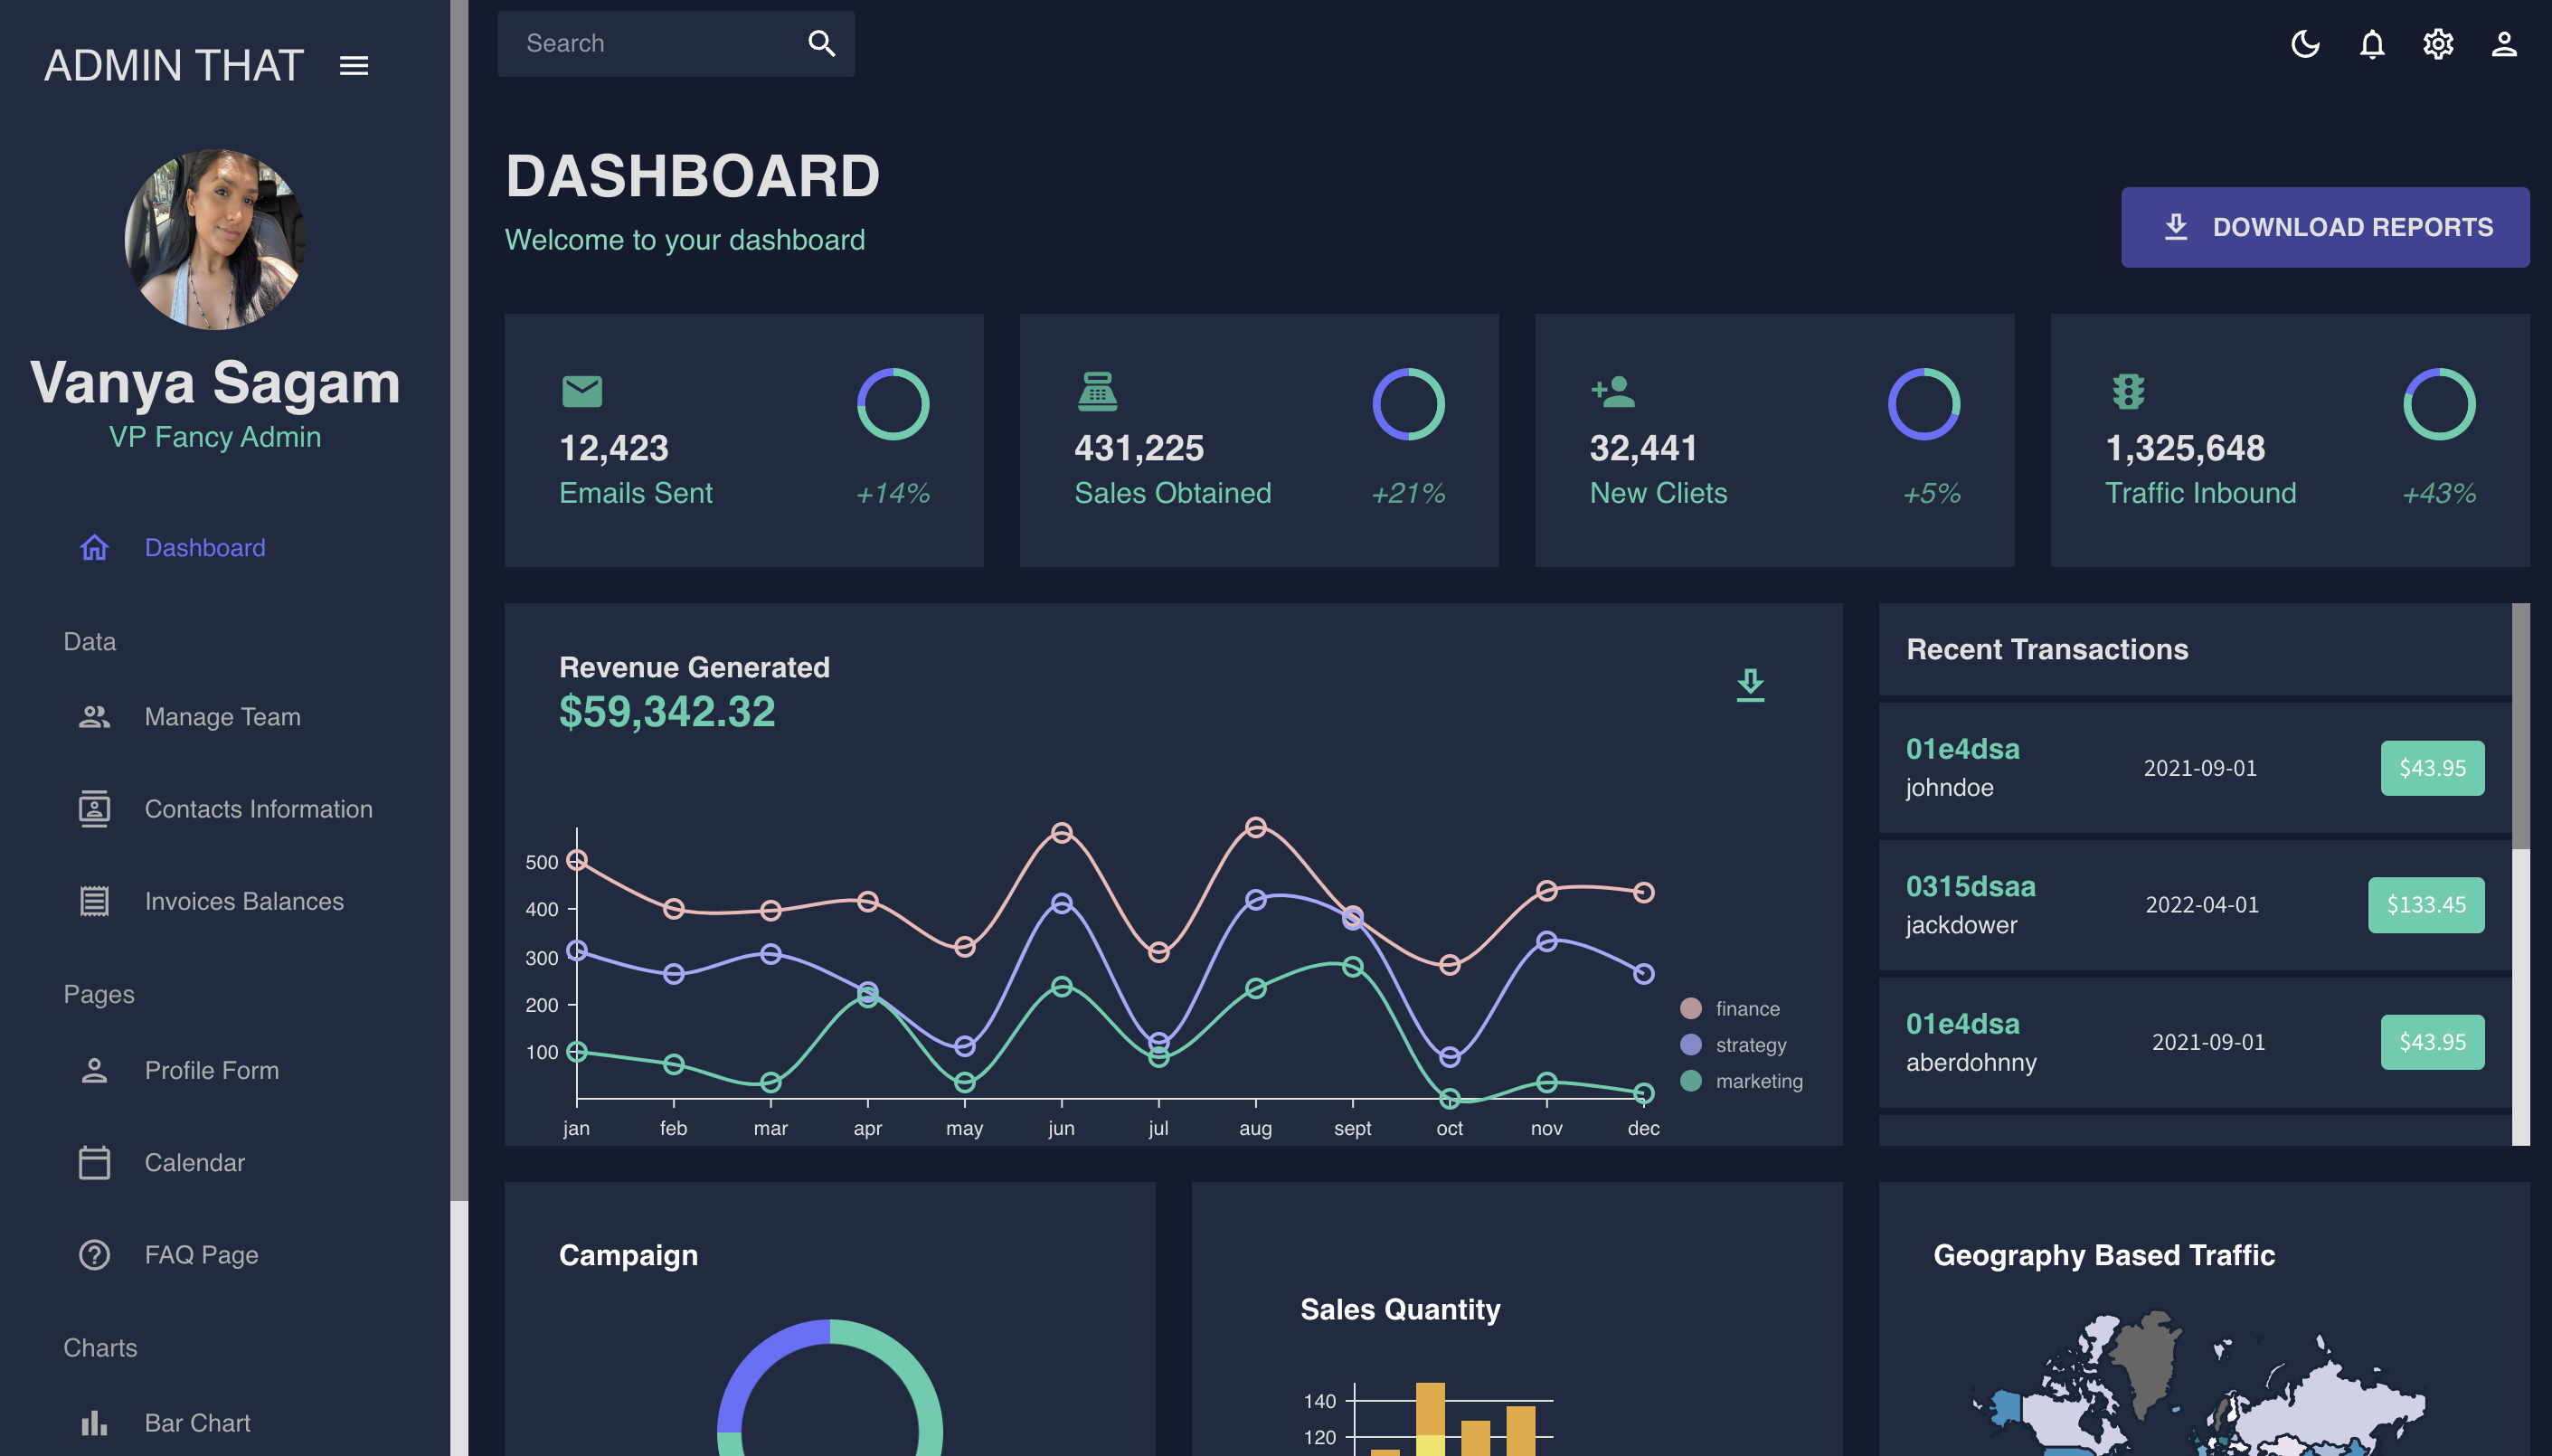 ADMIN THAT
Vanya Sagam
VP Fancy Admin
Dashboard
Data
Manage Team
Contacts Information
Invoices Balances
Pages
Profile Form
Calendar
FAQ Page
Charts
Bar Chart
Search
DASHBOARD
Welcome to your dashboard
DOWNLOAD REPORTS
12,423
Emails Sent +14%
431,225
Sales Obtained +21%
32,441
New Cliets +5%
1,325,648
Traffic Inbound +43%
Revenue Generated
$59,342.32
500
400
300
200
100
jan feb mar apr may jun jul aug sept oct nov dec
finance
strategy
marketing
Recent Transactions
01e4dsa
johndoe
2021-09-01
$43.95
0315dsaa
jackdower
2022-04-01
$133.45
01e4dsa
aberdohnny
2021-09-01
$43.95
Campaign
Sales Quantity
140
120
Geography Based Traffic